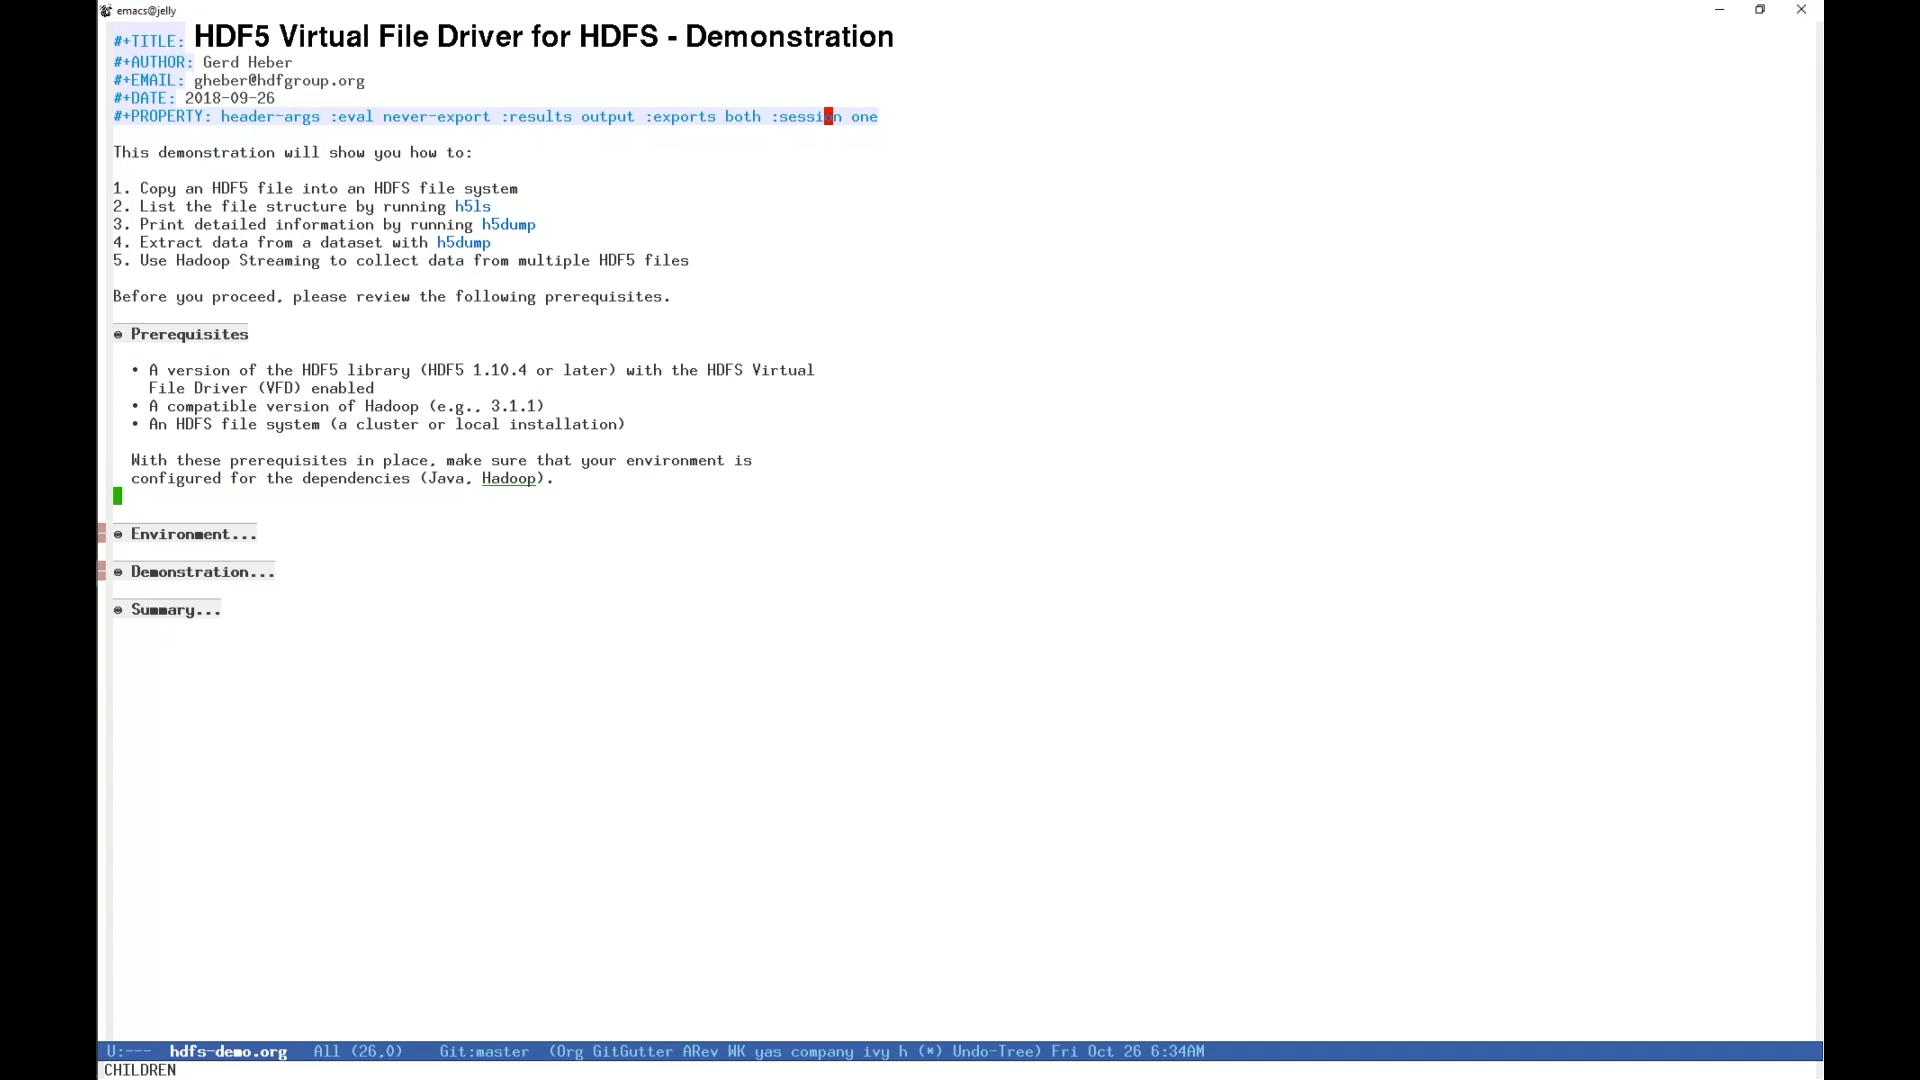 emacs@jelly
#+TITLE: HDF5 Virtual File Driver for HDFS - Demonstration
#+AUTHOR: Gerd Heber
#+EMAIL: gheber@hdfgroup.org
#+DATE: 2018-09-26
#+PROPERTY: header-args :eval never-export :results output :exports both :session one
This demonstration will show you how to:
1. Copy an HDF5 file into an HDFS file system
2. List the file structure by running h5ls
3. Print detailed information by running h5dump
4. Extract data from a dataset with h5dump
5. Use Hadoop Streaming to collect data from multiple HDF5 files
Before you proceed, please review the following prerequisites.
Prerequisites
• A version of the HDF5 library (HDF5 1.10.4 or later) with the HDFS Virtual
File Driver (VFD) enabled
• A compatible version of Hadoop (e.g., 3.1.1)
• An HDFS file system (a cluster or local installation)
With these prerequisites in place, make sure that your environment is
configured for the dependencies (Java, Hadoop).
Environment...
Demonstration...
Summary...
U:--- hdfs-demo.org All (26,0) Git:master (Org GitGutter ARev WK yas company ivy h (*) Undo-Tree) Fri Oct 26 6:34AM
CHILDREN